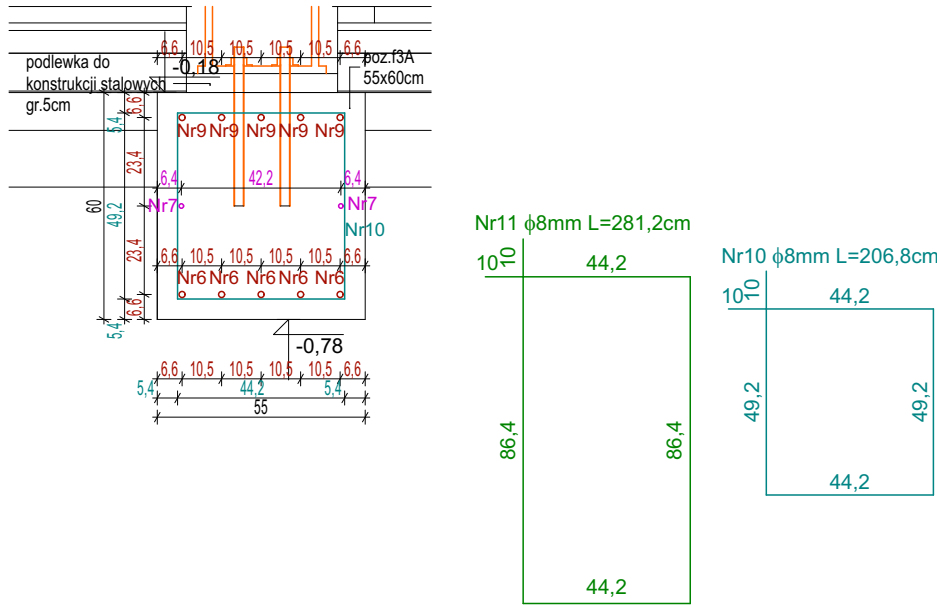 6,6 10,5 10,5 10,5 10,5 6,6
podlewka do
konstrukcji stalowych
gr.5cm
-0,18
poz.f3A
55x60cm
6,6
5,4
Nr9 Nr9 Nr9 Nr9 Nr9
23,4
6,4 42,2 6,4
60
49,2
Nr7 Nr7
Nr10
23,4
6,6 10,5 10,5 10,5 10,5 6,6
Nr6 Nr6 Nr6 Nr6 Nr6
6,6
5,4
-0,78
6,6 10,5 10,5 10,5 10,5 6,6
5,4 44,2 5,4
55
Nr11 ϕ8mm L=281,2cm
10
10
44,2
86,4
86,4
44,2
Nr10 ϕ8mm L=206,8cm
10
10
44,2
49,2
49,2
44,2